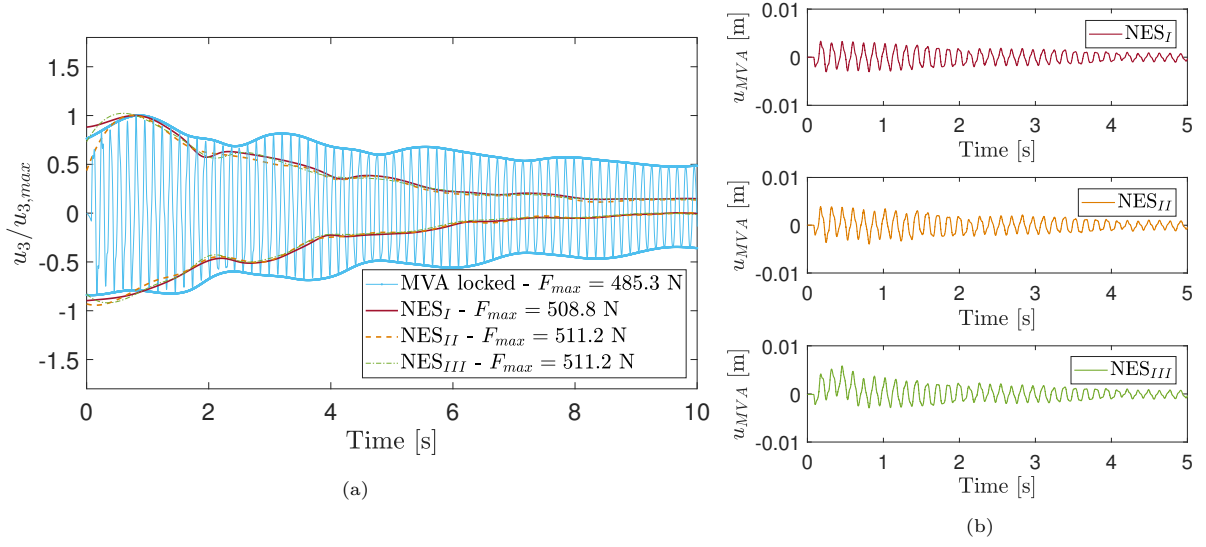 1.5
1
0.5
0
-0.5
-1
-1.5
u3/u3,max
MVA locked - Fmax = 485.3 N
NESI - Fmax = 508.8 N
NESII - Fmax = 511.2 N
NESIII - Fmax = 511.2 N
0 2 4 6 8 10
Time [s]
(a)
0.01
0
-0.01
uMVA [m]
NESI
0 1 2 3 4 5
Time [s]
0.01
0
-0.01
uMVA [m]
NESII
0 1 2 3 4 5
Time [s]
0.01
0
-0.01
uMVA [m]
NESIII
0 1 2 3 4 5
Time [s]
(b)